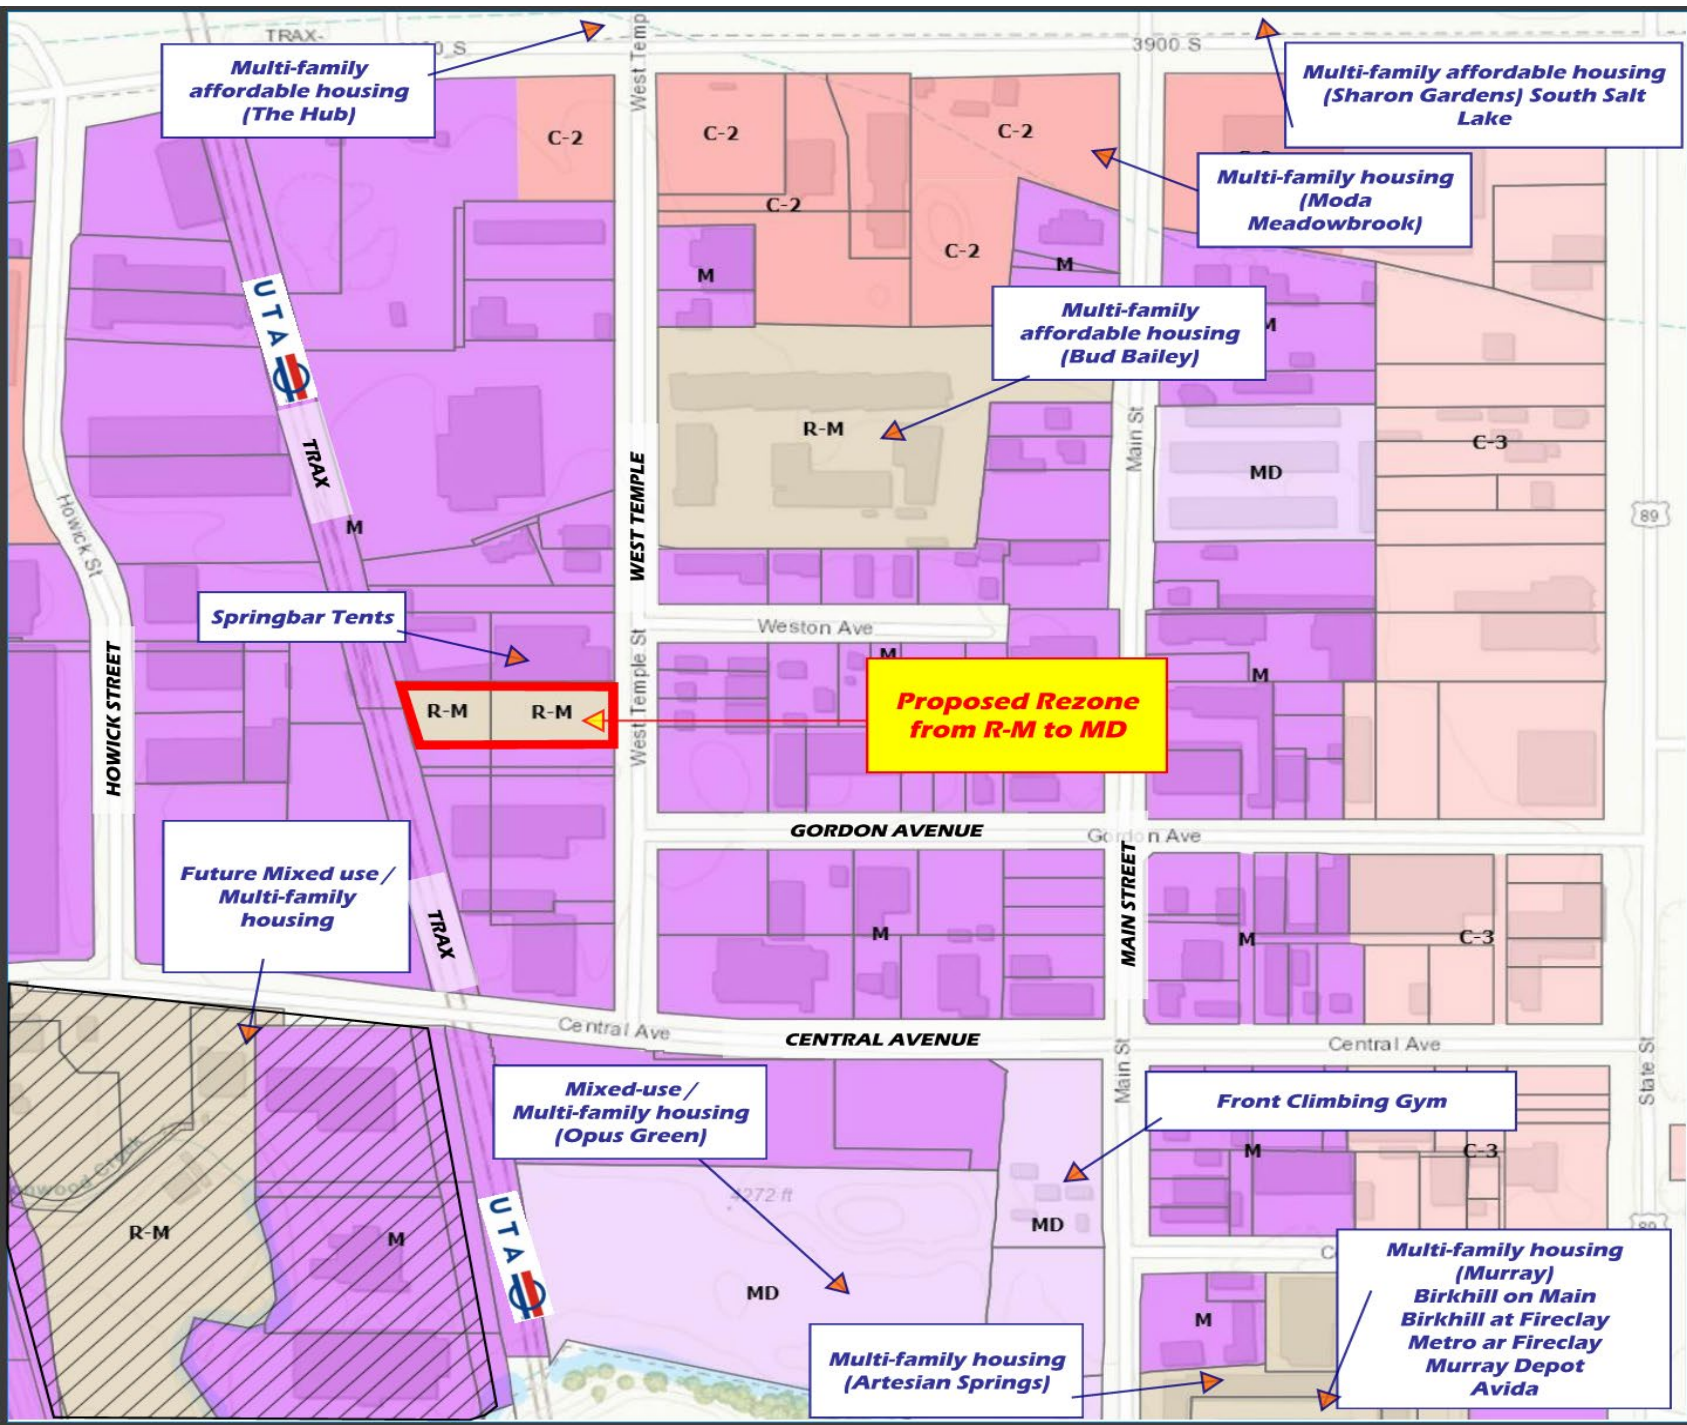 TRAX-
0 S
3900 S
Multi-family
affordable housing
(The Hub)
West Temp
Multi-family affordable housing
(Sharon Gardens) South Salt
Lake
C-2
C-2
C-2
C-2
C-2
Multi-family housing
(Moda
Meadowbrook)
M
M
M
UTA
Multi-family
affordable housing
(Bud Bailey)
R-M
Main St
C-3
MD
TRAX
M
WEST TEMPLE
89
Howick St
Springbar Tents
Weston Ave
West Temple St
M
M
HOWICK STREET
R-M
R-M
Proposed Rezone
from R-M to MD
GORDON AVENUE
Gordon Ave
Future Mixed use /
Multi-family
housing
TRAX
M
MAIN STREET
M
C-3
Central Ave
CENTRAL AVENUE
Central Ave
Main St
State St
Mixed-use /
Multi-family housing
(Opus Green)
Front Climbing Gym
M
C-3
4272 ft
UTA
R-M
M
MD
MD
89
Multi-family housing
(Murray)
Birkhill on Main
Birkhill at Fireclay
Metro ar Fireclay
Murray Depot
Avida
M
Multi-family housing
(Artesian Springs)